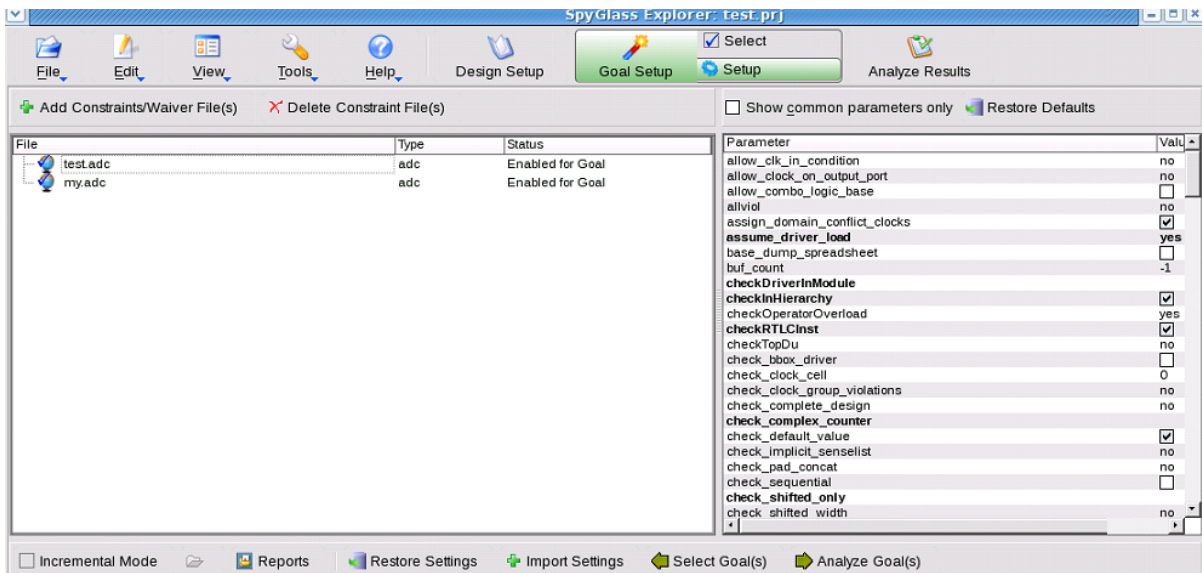 SpyGlass Explorer: test.prj
File Edit View Tools Help Design Setup Goal Setup Select Setup Analyze Results
Add Constraints/Waiver File(s) Delete Constraint File(s)
Show common parameters only Restore Defaults
File Type Status
test.adc adc Enabled for Goal
my.adc adc Enabled for Goal
Parameter Valu
allow_clk_in_condition no
allow_clock_on_output_port no
allow_combo_logic_base
allviol no
assign_domain_conflict_clocks
assume_driver_load yes
base_dump_spreadsheet
buf_count -1
checkDriverInModule
checkInHierarchy
checkOperatorOverload yes
checkRTLCInst
checkTopDu no
check_bbox_driver
check_clock_cell 0
check_clock_group_violations no
check_complete_design no
check_complex_counter
check_default_value
check_implicit_senselist no
check_pad_concat no
check_sequential
check_shifted_only
check_shifted_width no
Incremental Mode Reports Restore Settings Import Settings Select Goal(s) Analyze Goal(s)